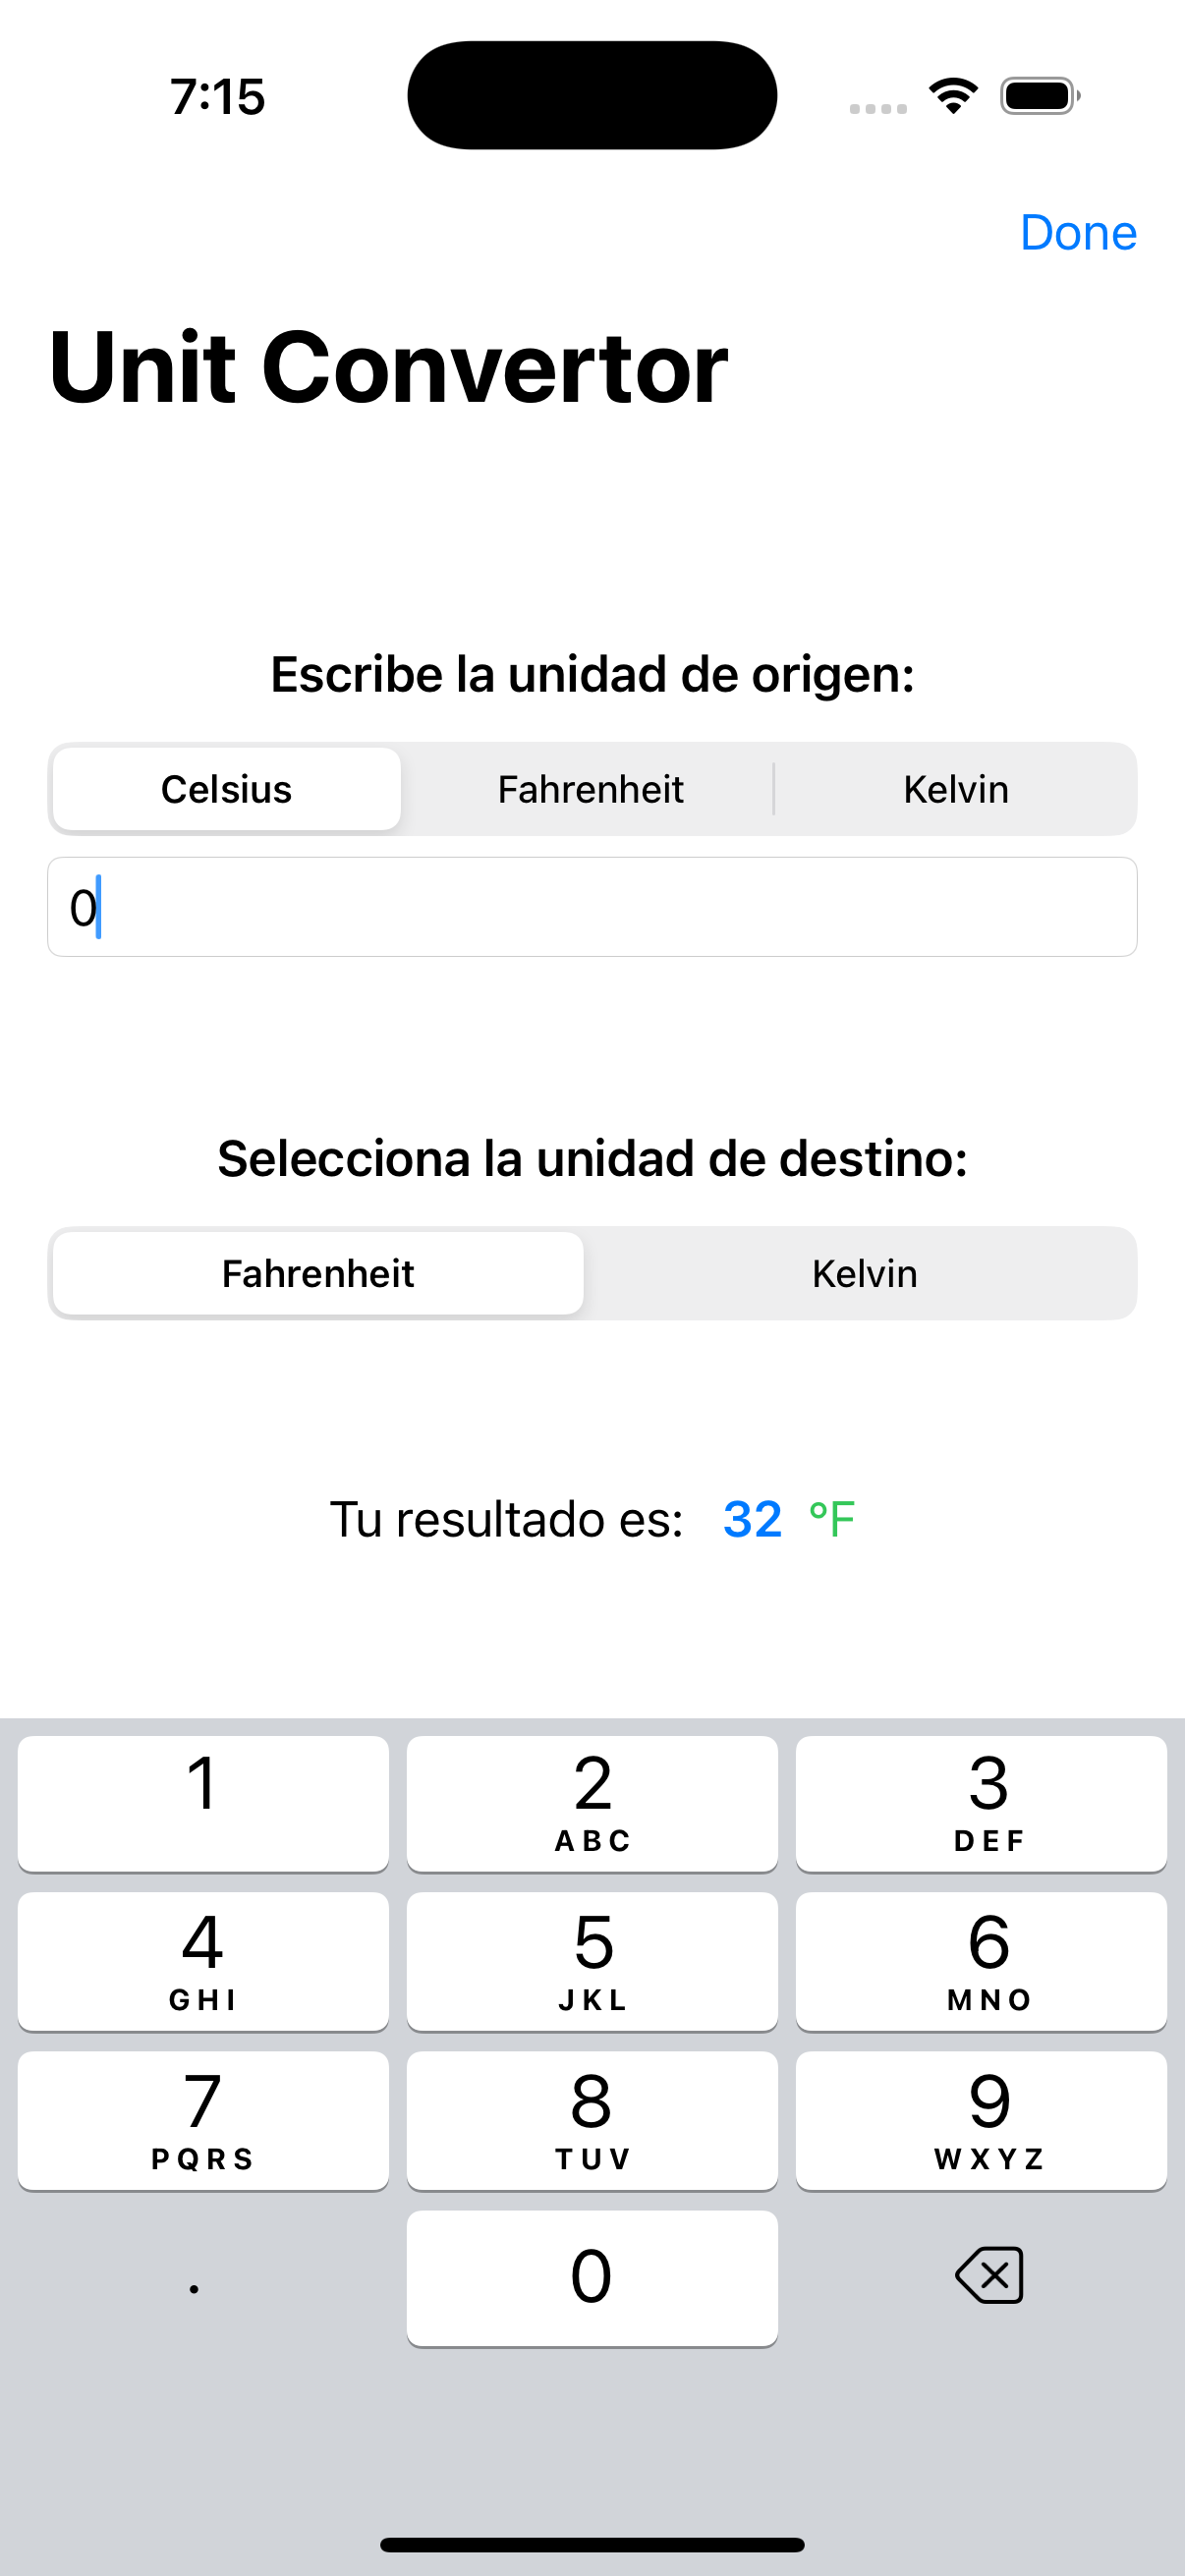 7:15
Done
Unit Convertor
Escribe la unidad de origen:
Celsius Fahrenheit Kelvin
0
Selecciona la unidad de destino:
Fahrenheit Kelvin
Tu resultado es: 32 °F
1 2 3
ABC DEF
4 5 6
GHI JKL MNO
7 8 9
PQRS TUV WXYZ
. 0